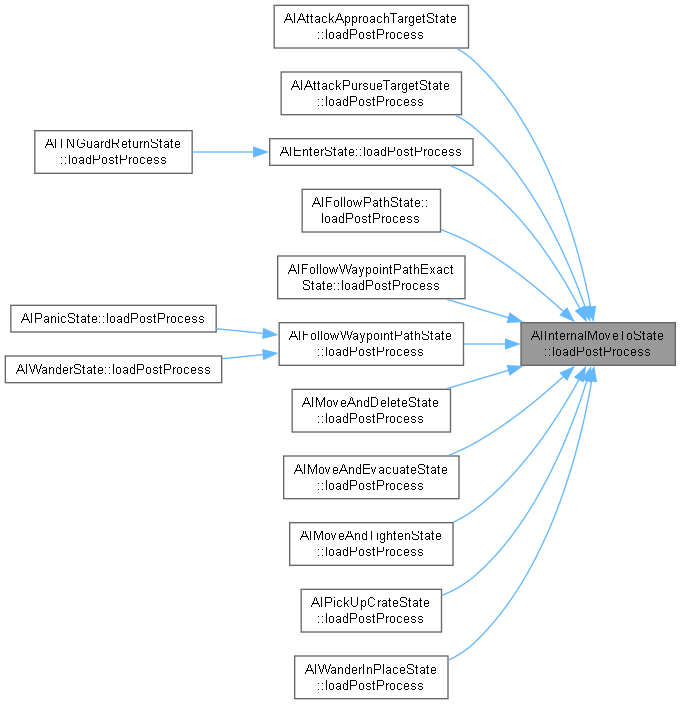 AIAttackApproachTargetState
::loadPostProcess
AIAttackPursueTargetState
::loadPostProcess
AITNGuardReturnState
::loadPostProcess
AIEnterState::loadPostProcess
AIFollowPathState::
loadPostProcess
AIFollowWaypointPathExact
State::loadPostProcess
AIPanicState::loadPostProcess
AIFollowWaypointPathState
::loadPostProcess
AIInternalMoveToState
::loadPostProcess
AIWanderState::loadPostProcess
AIMoveAndDeleteState
::loadPostProcess
AIMoveAndEvacuateState
::loadPostProcess
AIMoveAndTightenState
::loadPostProcess
AIPickUpCrateState
::loadPostProcess
AIWanderInPlaceState
::loadPostProcess